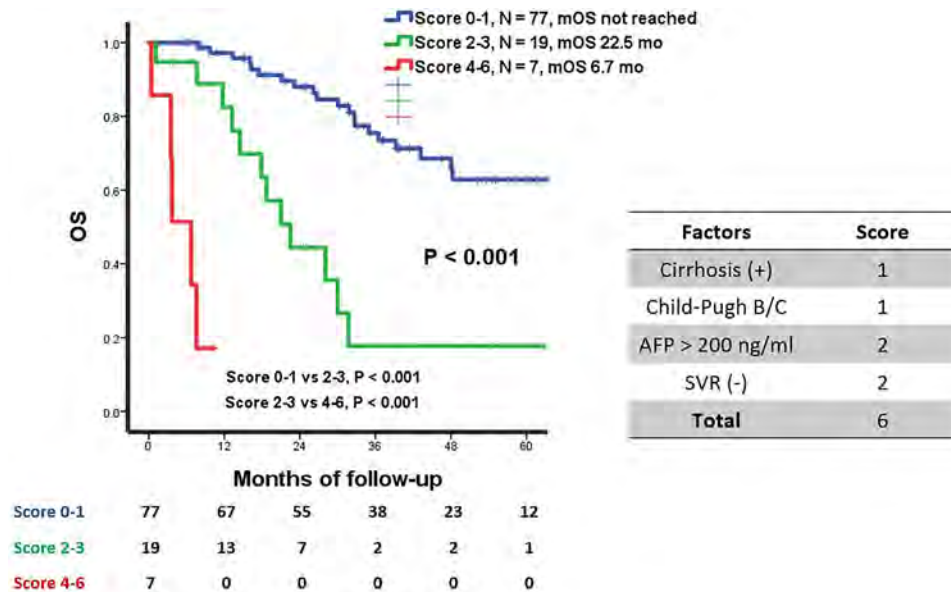 Score 0-1, N = 77, mOS not reached
Score 2-3, N = 19, mOS 22.5 mo
Score 4-6, N = 7, mOS 6.7 mo
1.0
0.8
0.6
0.4
0.2
0.0
OS
P < 0.001
Score 0-1 vs 2-3, P < 0.001
Score 2-3 vs 4-6, P < 0.001
0 12 24 36 48 60
Months of follow-up
Score 0-1 77 67 55 38 23 12
Score 2-3 19 13 7 2 2 1
Score 4-6 7 0 0 0 0 0
Factors Score
Cirrhosis (+) 1
Child-Pugh B/C 1
AFP > 200 ng/ml 2
SVR (-) 2
Total 6